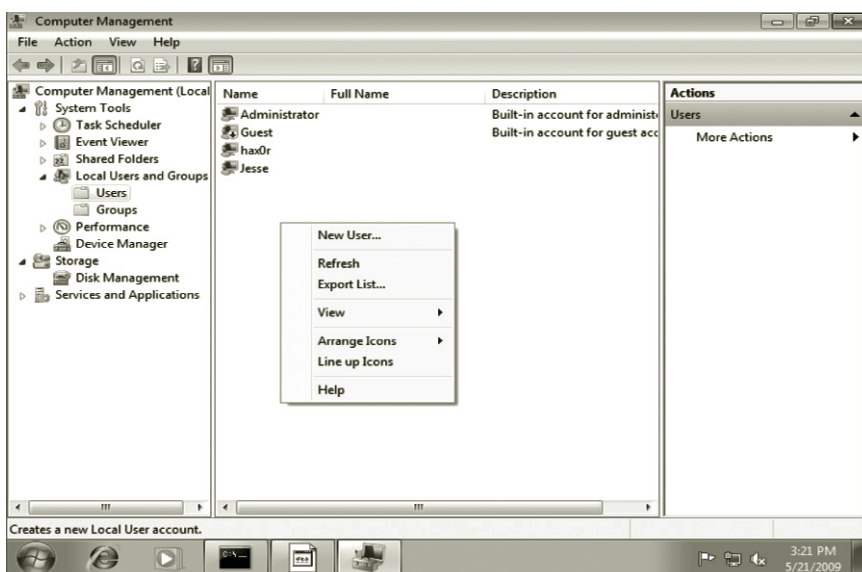 Computer Management
File Action View Help
Computer Management (Local
System Tools
Task Scheduler
Event Viewer
Shared Folders
Local Users and Groups
Users
Groups
Performance
Device Manager
Storage
Disk Management
Services and Applications
Name Full Name Description
Administrator Built-in account for administ
Guest Built-in account for guest acc
hax0r
Jesse
New User...
Refresh
Export List...
View
Arrange Icons
Line up Icons
Help
Actions
Users
More Actions
Creates a new Local User account.
3:21 PM
5/21/2009